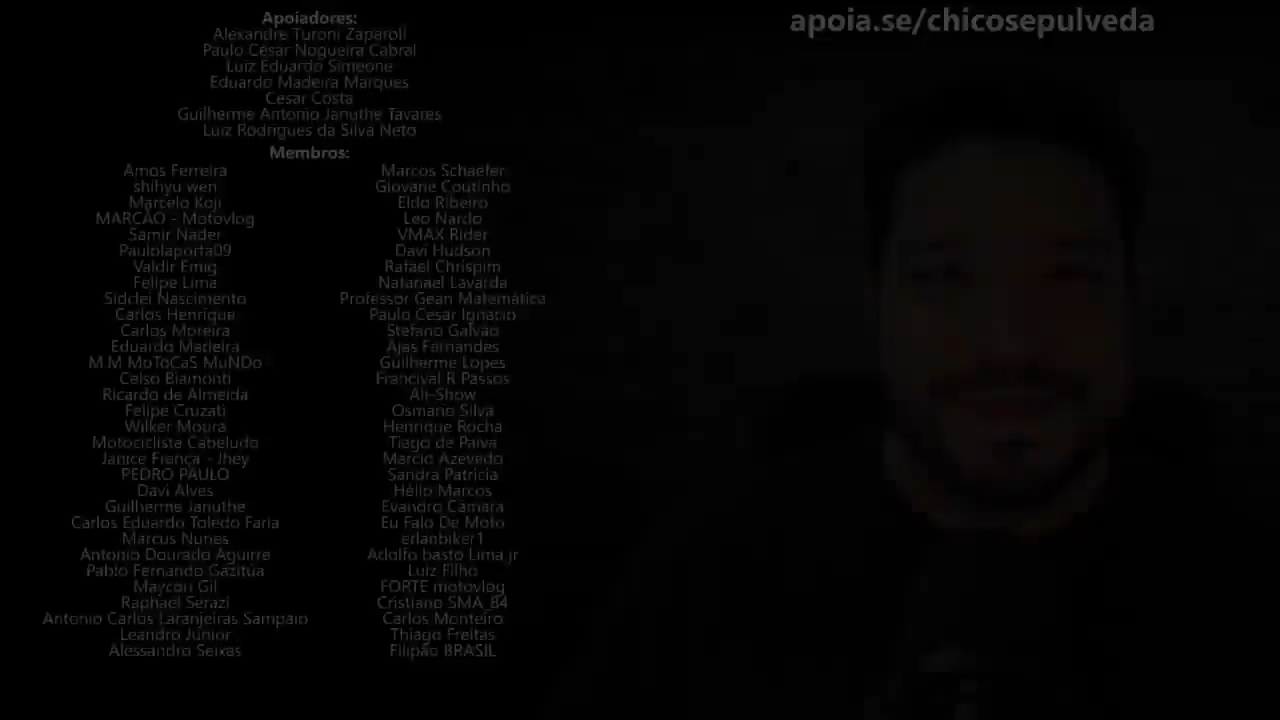 Apoiadores:
Alexandre Turoni Zaparoll
Paulo César Nogueira Cabral
Luiz Eduardo Simeone
Eduardo Madeira Marques
Cesar Costa
Guilherme Antonio Januthe Tavares
Luiz Rodrigues da Silva Neto
Membros:
Amos Ferreira
shihyu wen
Marcelo Koji
MARCÃO - Motovlog
Samir Nader
Paulolaporta09
Valdir Emig
Felipe Lima
Sidclei Nascimento
Carlos Henrique
Carlos Moreira
Eduardo Madeira
M.M MoToCaS MuNDo
Celso Biamonti
Ricardo de Almeida
Felipe Cruzati
Wilker Moura
Motociclista Cabeludo
Janice França - Jhey
PEDRO PAULO
Davi Alves
Guilherme Januthe
Carlos Eduardo Toledo Faria
Marcus Nunes
Antonio Dourado Aguirre
Pablo Fernando Gazitúa
Maycon Gil
Raphael Serazi
Antonio Carlos Laranjeiras Sampaio
Leandro Júnior
Alessandro Seixas
Marcos Schaefer
Giovane Coutinho
Eldo Ribeiro
Leo Nardo
VMAX Rider
Davi Hudson
Rafael Chrispim
Natanael Lavarda
Professor Gean Matemática
Paulo Cesar Ignacio
Stefano Galvão
Ajas Fernandes
Guilherme Lopes
Francival R Passos
Ah-Show
Osmano Silva
Henrique Rocha
Tiago de Paiva
Marcio Azevedo
Sandra Patricia
Hélio Marcos
Evandro Câmara
Eu Falo De Moto
erlanbiker1
Adolfo basto Lima jr
Luiz Filho
FORTE motovlog
Cristiano SMA_84
Carlos Monteiro
Thiago Freitas
Filipão BRASIL
apoia.se/chicosepulveda